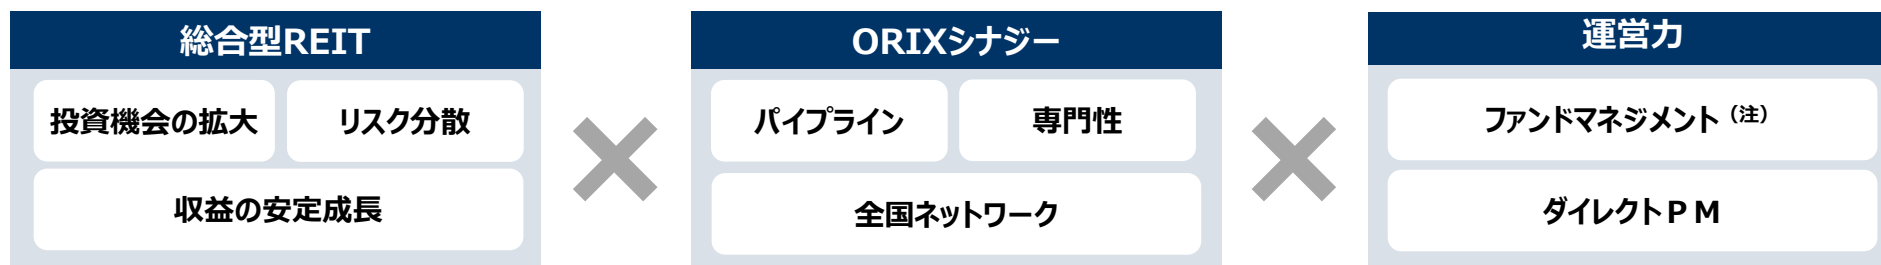 総合型REIT
投資機会の拡大
リスク分散
収益の安定成長
ORIXシナジー
パイプライン
専門性
全国ネットワーク
運営力
ファンドマネジメント（注）
ダイレクトＰＭ